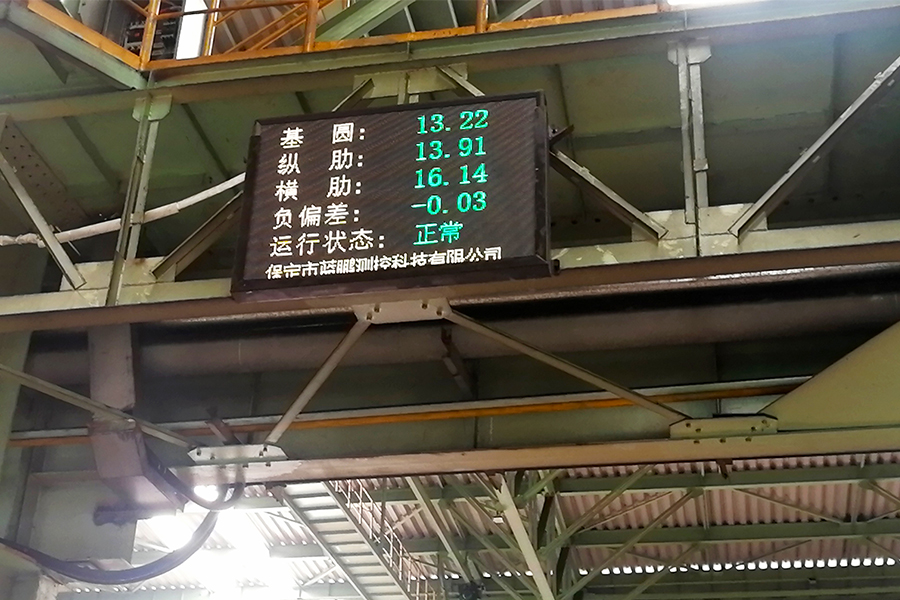 基 圆: 13.22
纵 肋: 13.91
横 肋: 16.14
负偏差: -0.03
运行状态: 正常
保定市蓝鹏测控科技有限公司